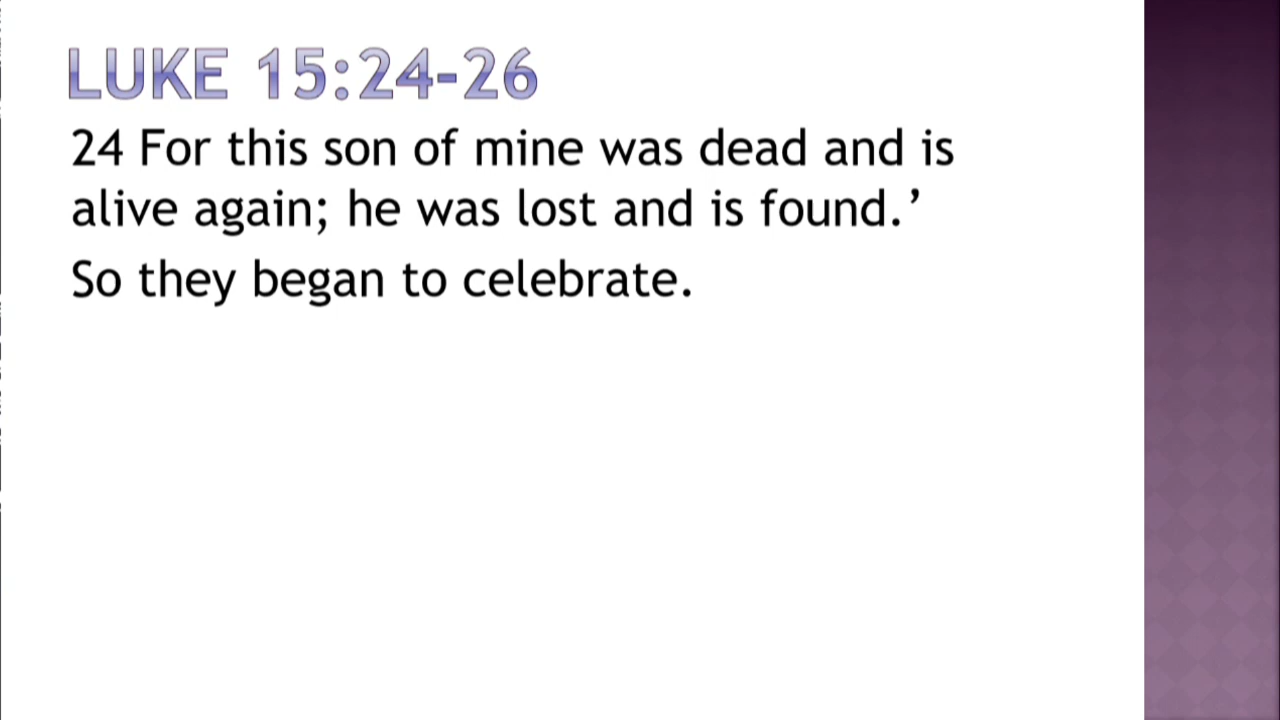 LUKE 15:24-26
24 For this son of mine was dead and is
alive again; he was lost and is found.’
So they began to celebrate.